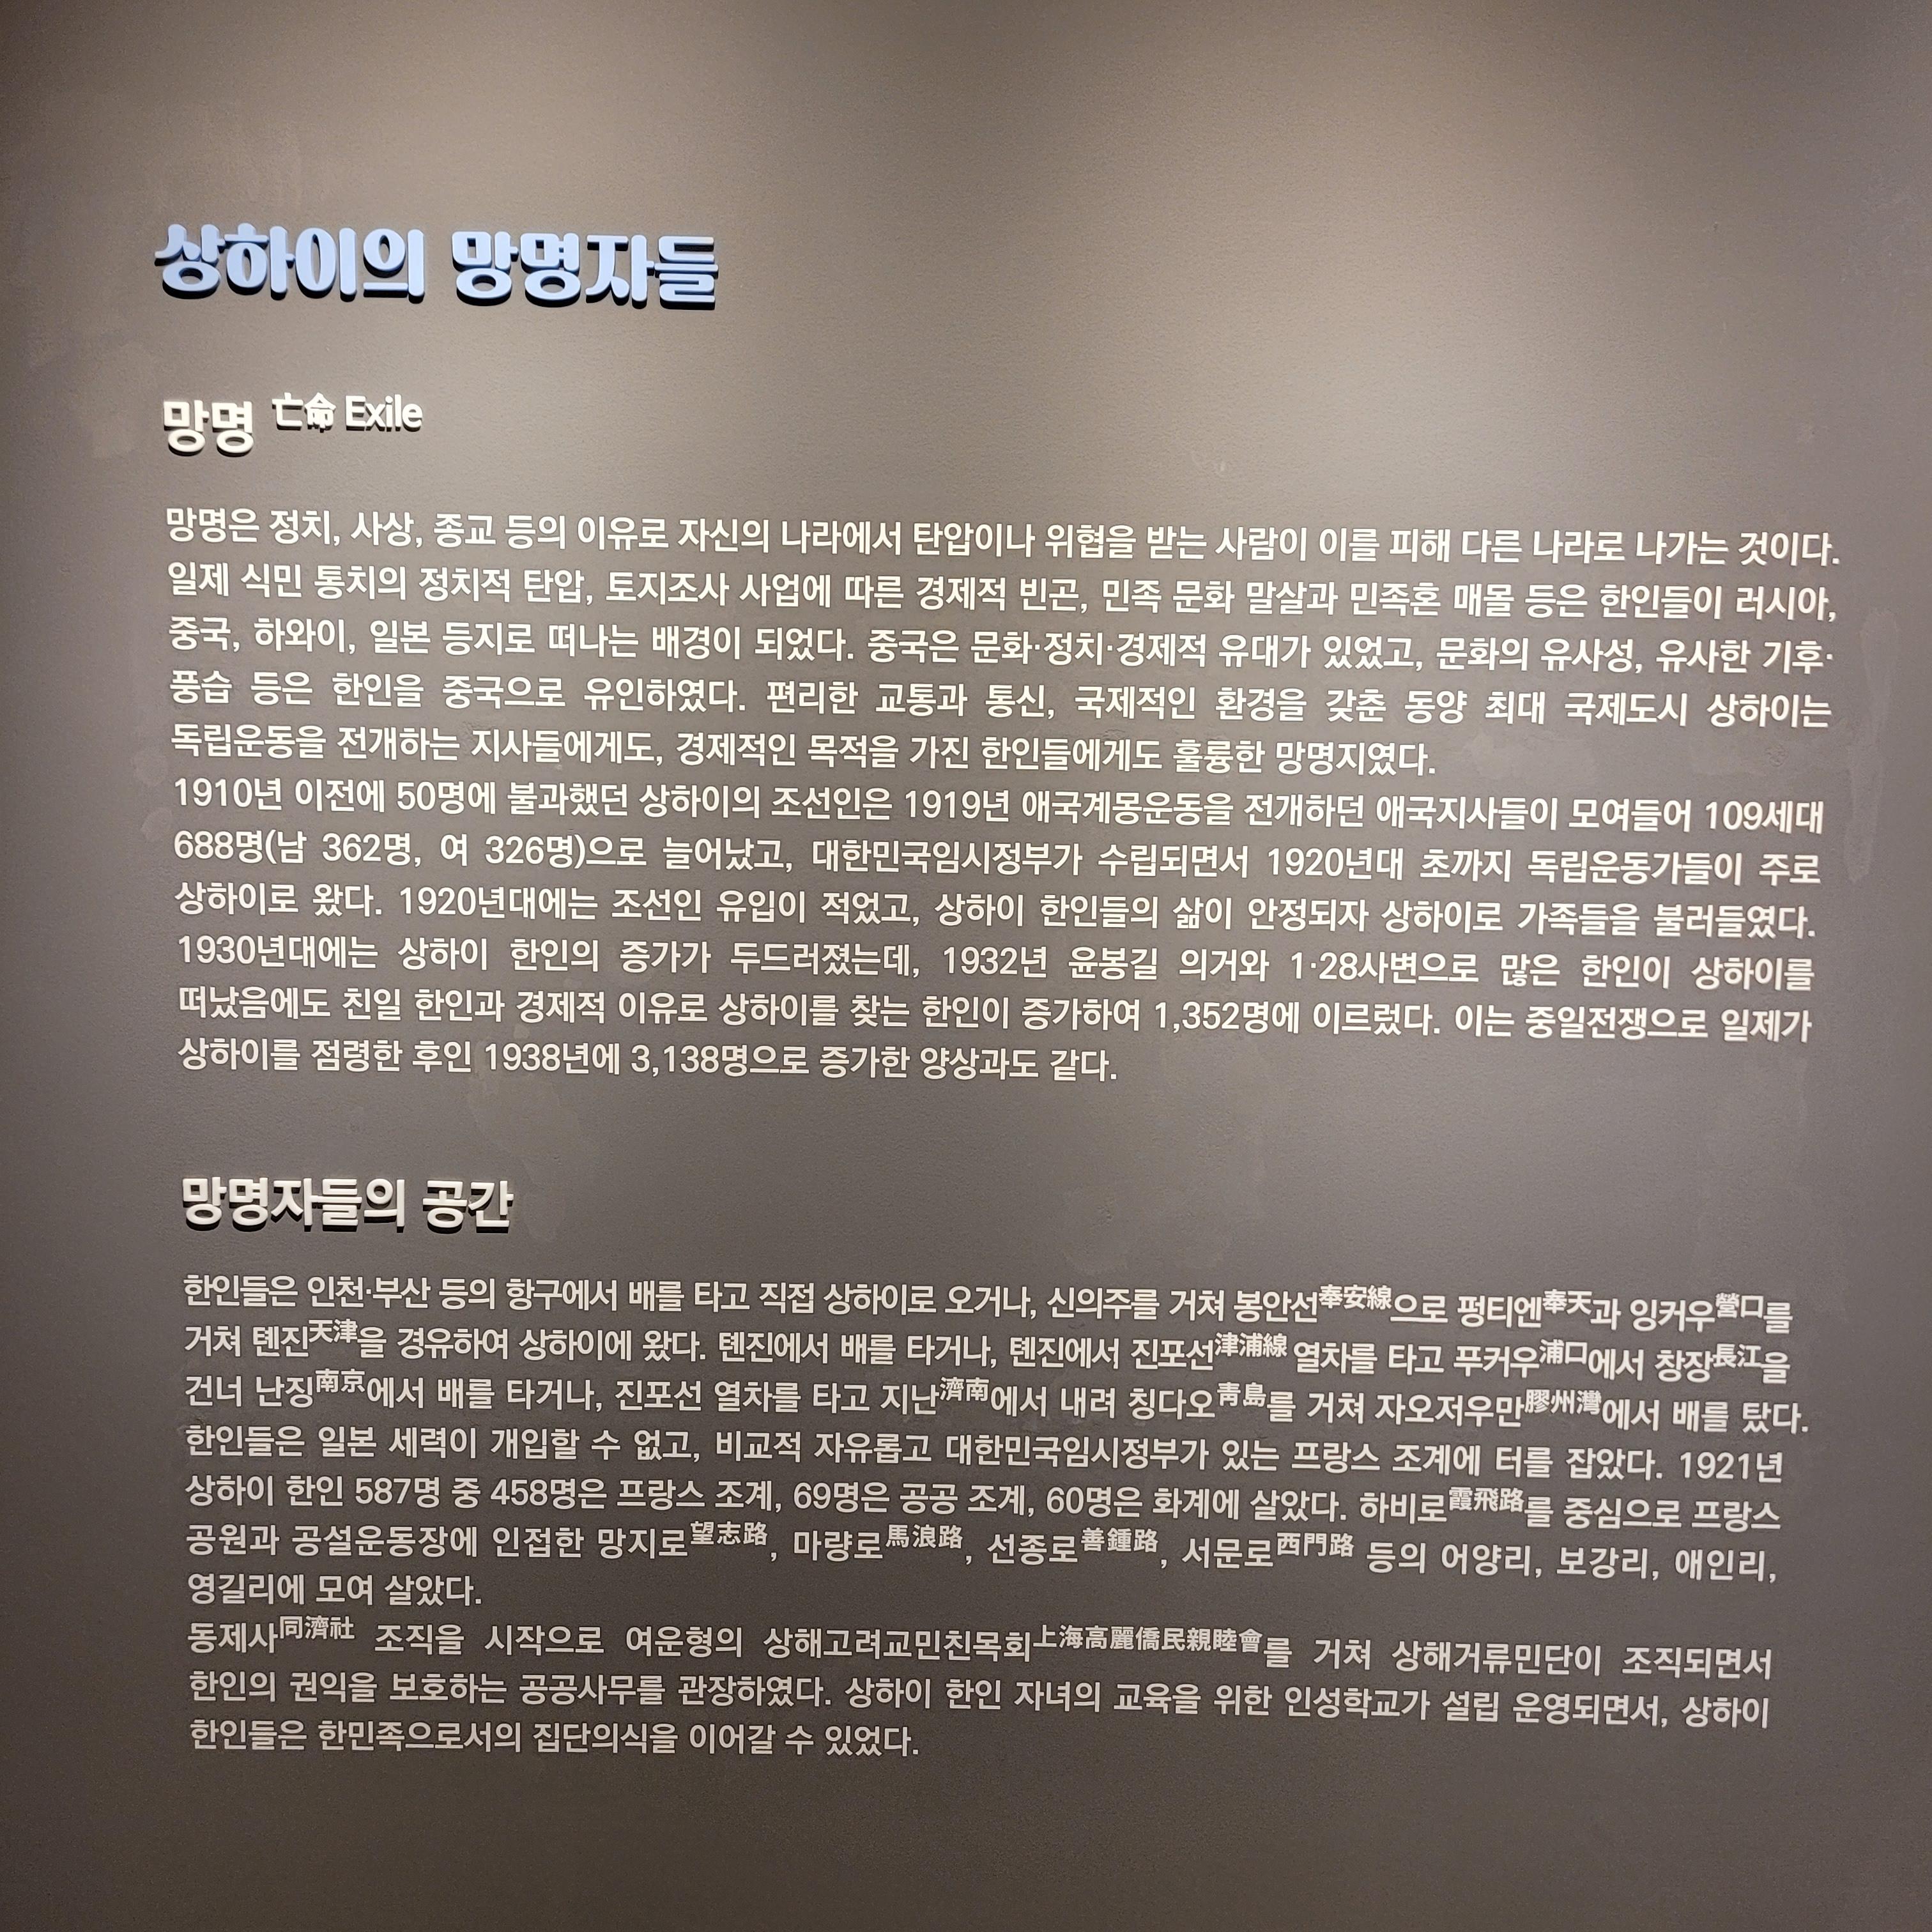 상하이의 망명자들
망명 亡命 Exile
망명은 정치, 사상, 종교 등의 이유로 자신의 나라에서 탄압이나 위협을 받는 사람이 이를 피해 다른 나라로 나가는 것이다.
일제 식민 통치의 정치적 탄압, 토지조사 사업에 따른 경제적 빈곤, 민족 문화 말살과 민족혼 매몰 등은 한인들이 러시아,
중국, 하와이, 일본 등지로 떠나는 배경이 되었다. 중국은 문화·정치·경제적 유대가 있었고, 문화의 유사성, 유사한 기후·
풍습 등은 한인을 중국으로 유인하였다. 편리한 교통과 통신, 국제적인 환경을 갖춘 동양 최대 국제도시 상하이는
독립운동을 전개하는 지사들에게도, 경제적인 목적을 가진 한인들에게도 훌륭한 망명지였다.
1910년 이전에 50명에 불과했던 상하이의 조선인은 1919년 애국계몽운동을 전개하던 애국지사들이 모여들어 109세대
688명(남 362명, 여 326명)으로 늘어났고, 대한민국임시정부가 수립되면서 1920년대 초까지 독립운동가들이 주로
상하이로 왔다. 1920년대에는 조선인 유입이 적었고, 상하이 한인들의 삶이 안정되자 상하이로 가족들을 불러들였다.
1930년대에는 상하이 한인의 증가가 두드러졌는데, 1932년 윤봉길 의거와 1·28사변으로 많은 한인이 상하이를
떠났음에도 친일 한인과 경제적 이유로 상하이를 찾는 한인이 증가하여 1,352명에 이르렀다. 이는 중일전쟁으로 일제가
상하이를 점령한 후인 1938년에 3,138명으로 증가한 양상과도 같다.
망명자들의 공간
한인들은 인천·부산 등의 항구에서 배를 타고 직접 상하이로 오거나, 신의주를 거쳐 봉안선奉安線으로 펑티엔奉天과 잉커우營口를
거쳐 톈진天津을 경유하여 상하이에 왔다. 톈진에서 배를 타거나, 톈진에서 진포선津浦線 열차를 타고 푸커우浦口에서 창장長江을
건너 난징南京에서 배를 타거나, 진포선 열차를 타고 지난濟南에서 내려 칭다오靑島를 거쳐 자오저우만膠州灣에서 배를 탔다.
한인들은 일본 세력이 개입할 수 없고, 비교적 자유롭고 대한민국임시정부가 있는 프랑스 조계에 터를 잡았다. 1921년
상하이 한인 587명 중 458명은 프랑스 조계, 69명은 공공 조계, 60명은 화계에 살았다. 하비로霞飛路를 중심으로 프랑스
공원과 공설운동장에 인접한 망지로望志路, 마량로馬浪路, 선종로善鍾路, 서문로西門路 등의 어양리, 보강리, 애인리,
영길리에 모여 살았다.
동제사同濟社 조직을 시작으로 여운형의 상해고려교민친목회上海高麗僑民親睦會를 거쳐 상해거류민단이 조직되면서
한인의 권익을 보호하는 공공사무를 관장하였다. 상하이 한인 자녀의 교육을 위한 인성학교가 설립 운영되면서, 상하이
한인들은 한민족으로서의 집단의식을 이어갈 수 있었다.